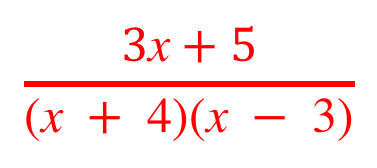 3x + 5
(x + 4)(x − 3)